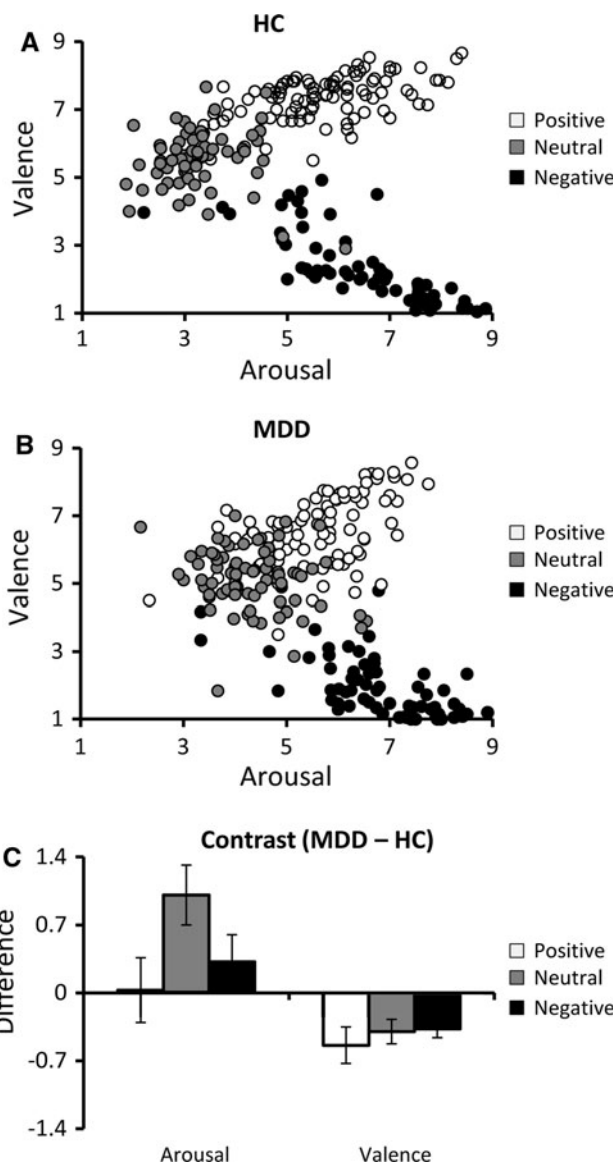 A
HC
9
7
5
3
1
Valence
1 3 5 7 9
Arousal
Positive
Neutral
Negative
B
MDD
9
7
5
3
1
Valence
1 3 5 7 9
Arousal
Positive
Neutral
Negative
C
Contrast (MDD – HC)
1.4
0.7
0
-0.7
-1.4
Difference
Arousal Valence
Positive
Neutral
Negative